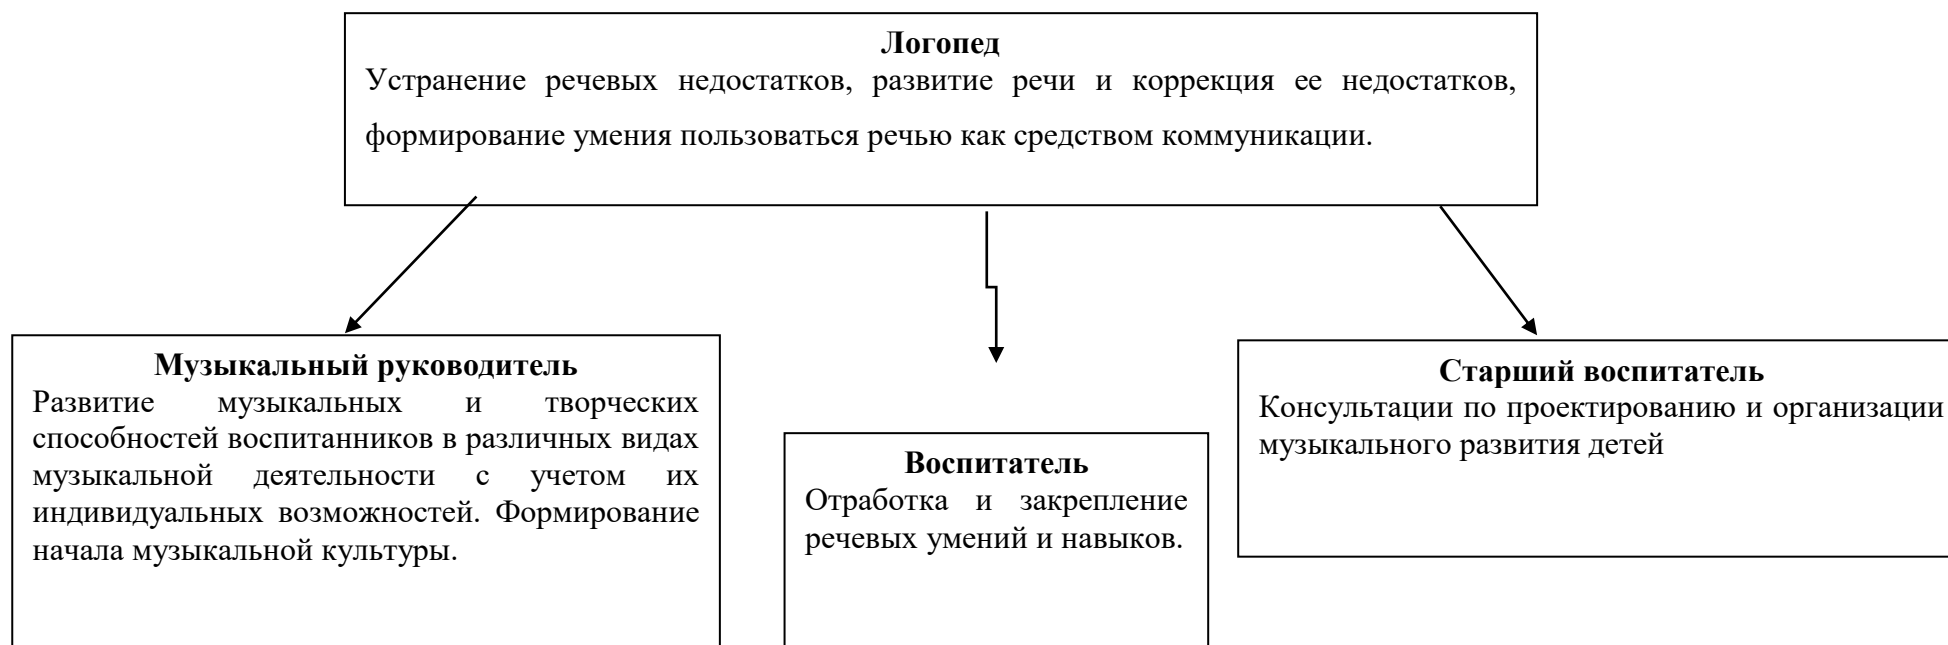 Логопед
Устранение речевых недостатков, развитие речи и коррекция ее недостатков,
формирование умения пользоваться речью как средством коммуникации.
Музыкальный руководитель
Развитие музыкальных и творческих
способностей воспитанников в различных видах
музыкальной деятельности с учетом их
индивидуальных возможностей. Формирование
начала музыкальной культуры.
Воспитатель
Отработка и закрепление
речевых умений и навыков.
Старший воспитатель
Консультации по проектированию и организации
музыкального развития детей